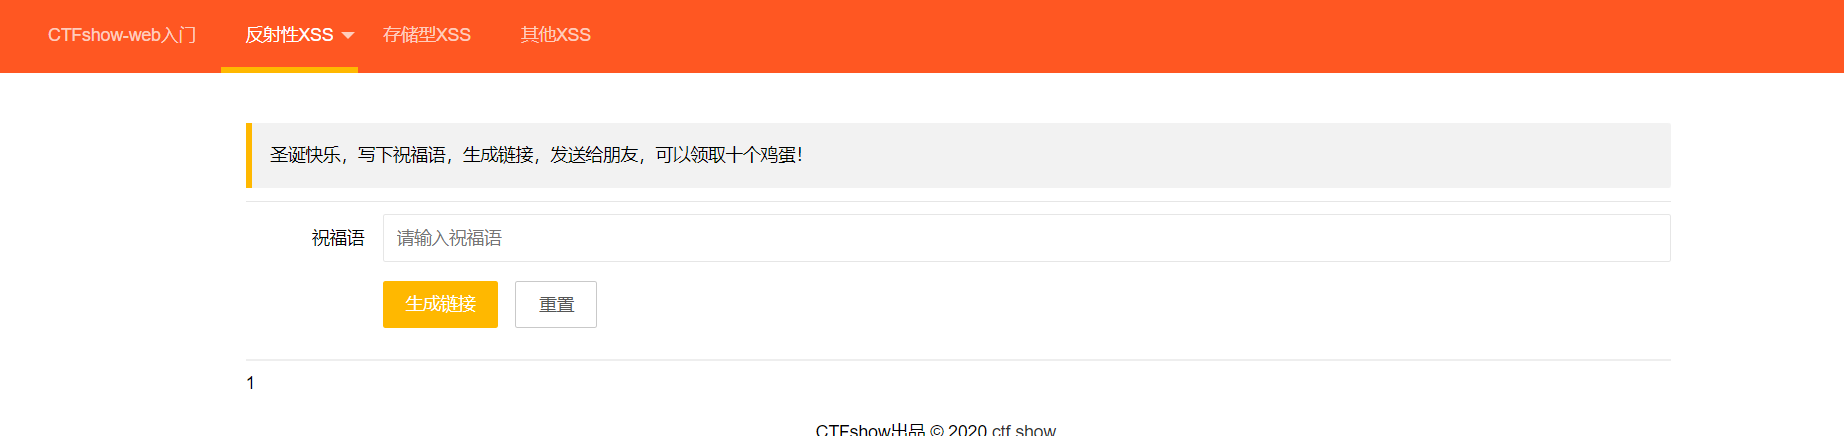 CTFshow-web入门 反射性XSS 存储型XSS 其他XSS
圣诞快乐，写下祝福语，生成链接，发送给朋友，可以领取十个鸡蛋！
祝福语 请输入祝福语
生成链接 重置
1
CTFshow出品 © 2020 ctf.show